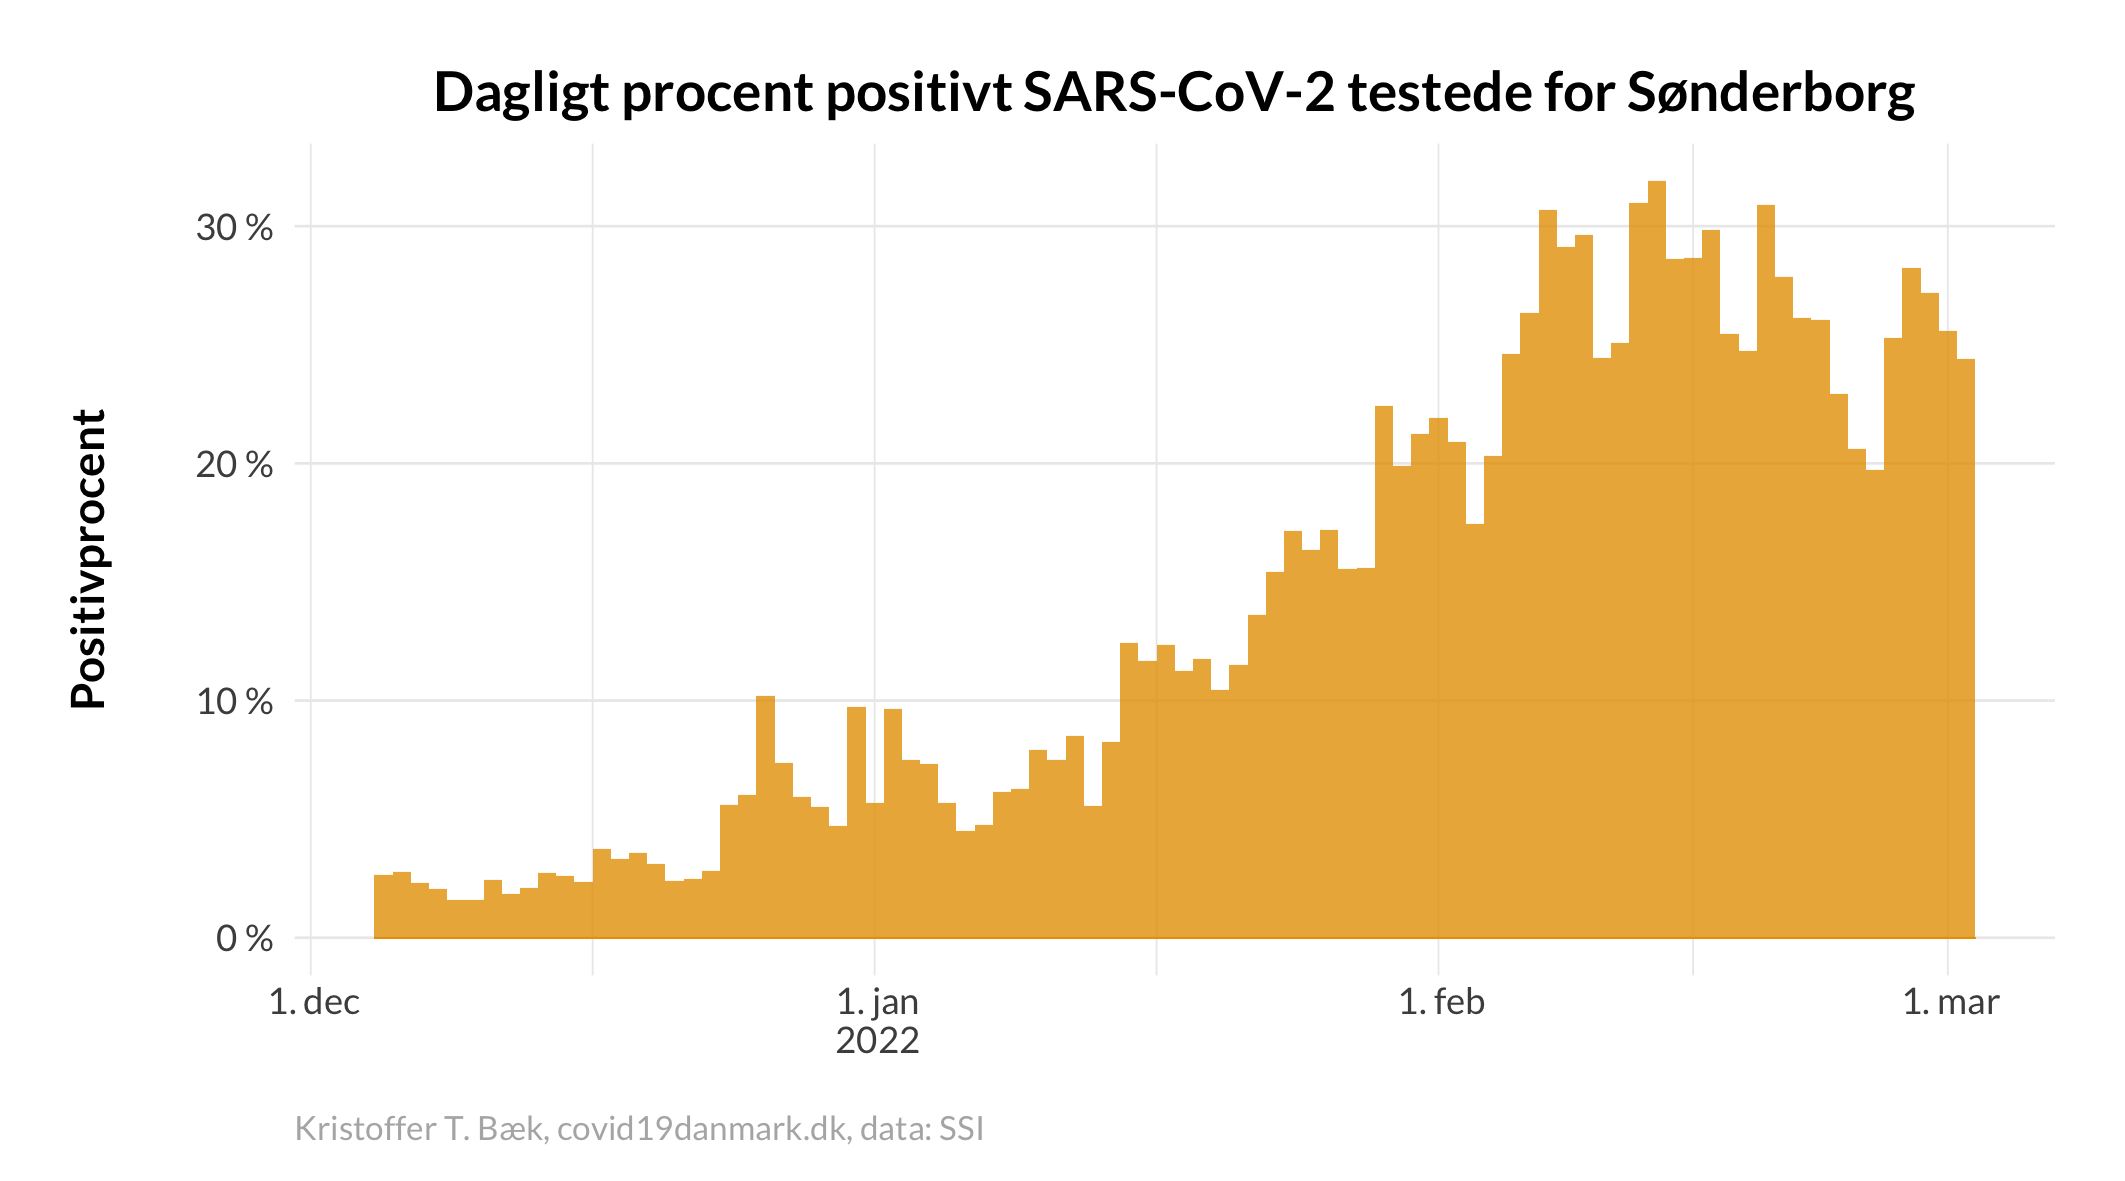 Dagligt procent positivt SARS-CoV-2 testede for Sønderborg
Positivprocent
30 %
20 %
10 %
0 %
1. dec
1. jan
2022
1. feb
1. mar
Kristoffer T. Bæk, covid19danmark.dk, data: SSI